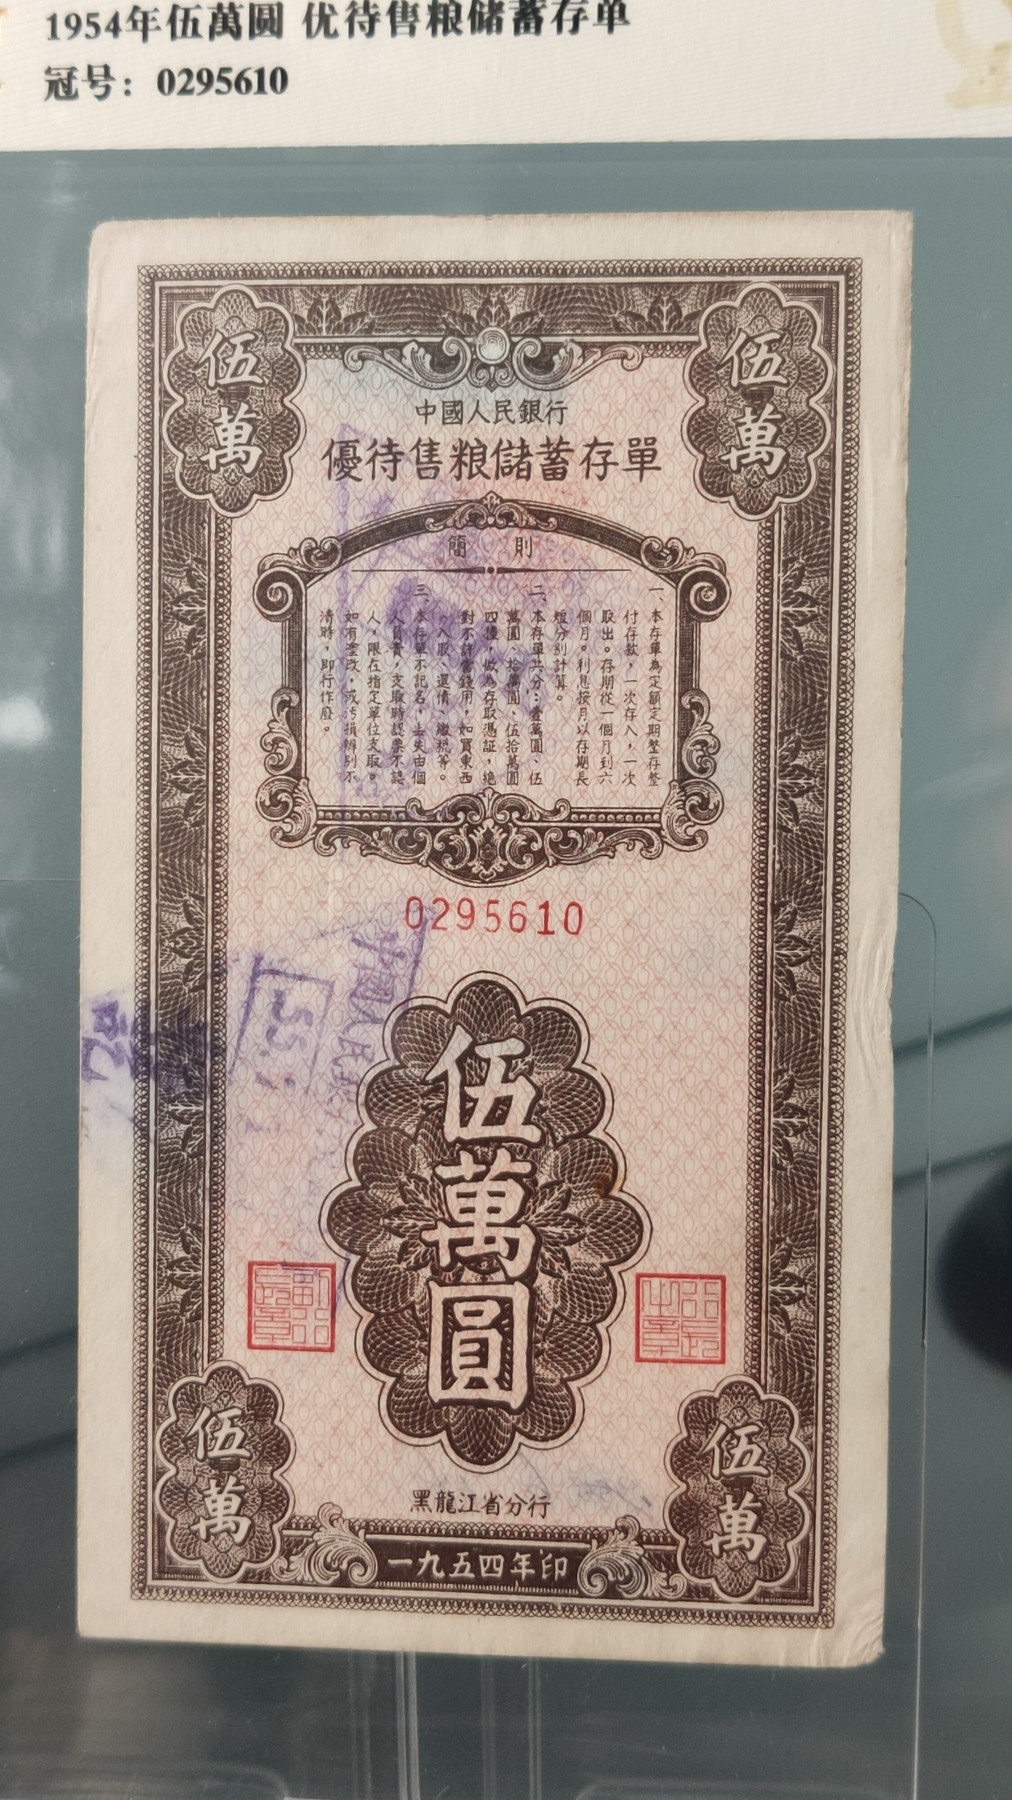 1954年伍萬圆 优待售粮储蓄存单
冠号：0295610
伍萬
伍萬
中國人民銀行
優待售粮儲蓄存單
簡則
一、本存單為定額定期整存整
付存款，一次存入，一次
取出。存期從一個月到六
個月。利息按月以存期長
短分別計算。
二、本存單共分：壹萬圓、伍
萬圓、拾萬圓、伍拾萬圓
四種，做為存取憑証，絶
對不許當錢用，如買東西
、入股、還債、繳税等。
三、本存單不記名，丢失由個
人負責，支取時認票不認
人，限在指定單位支取。
如有塗改，或污損辨别不
清時，即行作廢。
0295610
伍萬圓
伍萬
伍萬
黑龍江省分行
一九五四年印